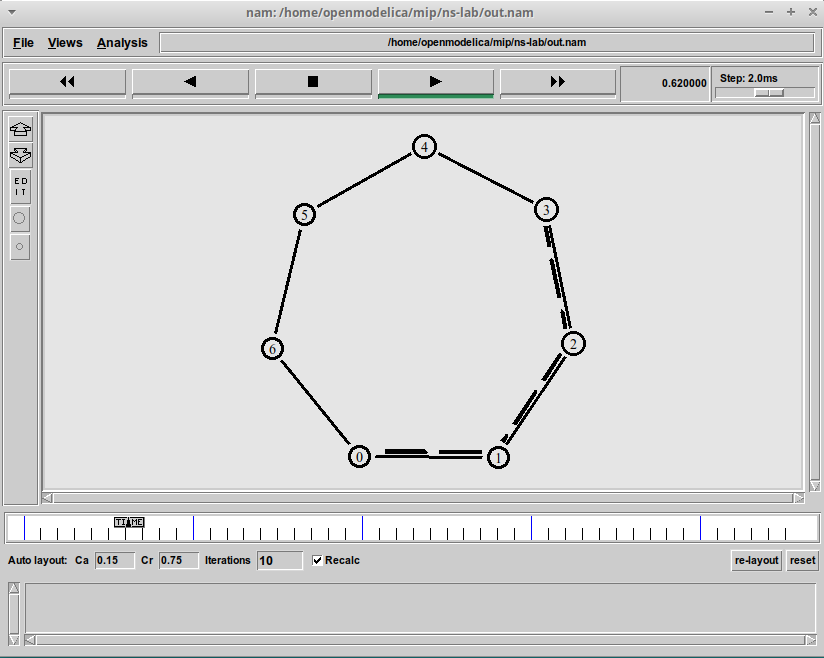 nam: /home/openmodelica/mip/ns-lab/out.nam
File Views Analysis /home/openmodelica/mip/ns-lab/out.nam
0.620000 Step: 2.0ms
E D
I T
4
3
5
2
6
0
1
TIME
Auto layout: Ca 0.15 Cr 0.75 Iterations 10 Recalc re-layout reset